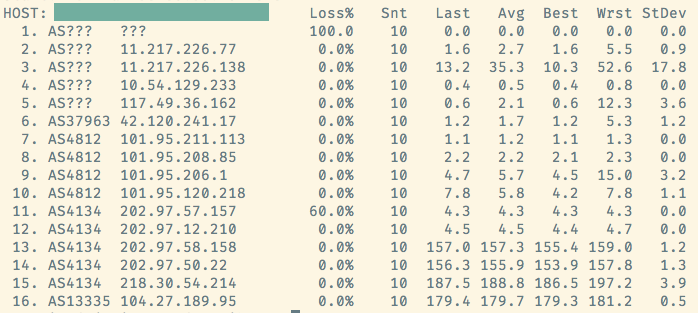 HOST: Loss% Snt Last Avg Best Wrst StDev
1. AS??? ??? 100.0 10 0.0 0.0 0.0 0.0 0.0
2. AS??? 11.217.226.77 0.0% 10 1.6 2.7 1.6 5.5 0.9
3. AS??? 11.217.226.138 0.0% 10 13.2 35.3 10.3 52.6 17.8
4. AS??? 10.54.129.233 0.0% 10 0.4 0.5 0.4 0.8 0.0
5. AS??? 117.49.36.162 0.0% 10 0.6 2.1 0.6 12.3 3.6
6. AS37963 42.120.241.17 0.0% 10 1.2 1.7 1.2 5.3 1.2
7. AS4812 101.95.211.113 0.0% 10 1.1 1.2 1.1 1.3 0.0
8. AS4812 101.95.208.85 0.0% 10 2.2 2.2 2.1 2.3 0.0
9. AS4812 101.95.206.1 0.0% 10 4.7 5.7 4.5 15.0 3.2
10. AS4812 101.95.120.218 0.0% 10 7.8 5.8 4.2 7.8 1.1
11. AS4134 202.97.57.157 60.0% 10 4.3 4.3 4.3 4.3 0.0
12. AS4134 202.97.12.210 0.0% 10 4.5 4.5 4.4 4.7 0.0
13. AS4134 202.97.58.158 0.0% 10 157.0 157.3 155.4 159.0 1.2
14. AS4134 202.97.50.22 0.0% 10 156.3 155.9 153.9 157.8 1.3
15. AS4134 218.30.54.214 0.0% 10 187.5 188.8 186.5 197.2 3.9
16. AS13335 104.27.189.95 0.0% 10 179.4 179.7 179.3 181.2 0.5